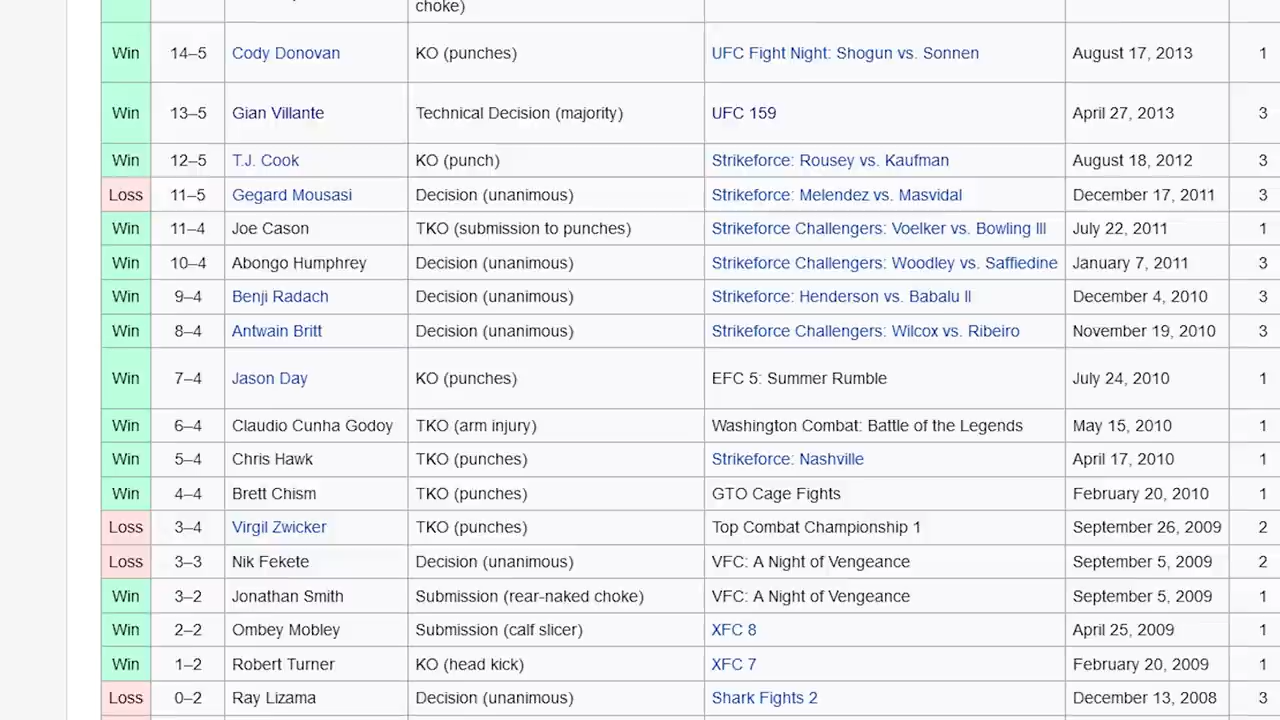 choke)
Win 14–5 Cody Donovan KO (punches) UFC Fight Night: Shogun vs. Sonnen August 17, 2013 1
Win 13–5 Gian Villante Technical Decision (majority) UFC 159 April 27, 2013 3
Win 12–5 T.J. Cook KO (punch) Strikeforce: Rousey vs. Kaufman August 18, 2012 3
Loss 11–5 Gegard Mousasi Decision (unanimous) Strikeforce: Melendez vs. Masvidal December 17, 2011 3
Win 11–4 Joe Cason TKO (submission to punches) Strikeforce Challengers: Voelker vs. Bowling III July 22, 2011 1
Win 10–4 Abongo Humphrey Decision (unanimous) Strikeforce Challengers: Woodley vs. Saffiedine January 7, 2011 3
Win 9–4 Benji Radach Decision (unanimous) Strikeforce: Henderson vs. Babalu II December 4, 2010 3
Win 8–4 Antwain Britt Decision (unanimous) Strikeforce Challengers: Wilcox vs. Ribeiro November 19, 2010 3
Win 7–4 Jason Day KO (punches) EFC 5: Summer Rumble July 24, 2010 1
Win 6–4 Claudio Cunha Godoy TKO (arm injury) Washington Combat: Battle of the Legends May 15, 2010 1
Win 5–4 Chris Hawk TKO (punches) Strikeforce: Nashville April 17, 2010 1
Win 4–4 Brett Chism TKO (punches) GTO Cage Fights February 20, 2010 1
Loss 3–4 Virgil Zwicker TKO (punches) Top Combat Championship 1 September 26, 2009 2
Loss 3–3 Nik Fekete Decision (unanimous) VFC: A Night of Vengeance September 5, 2009 2
Win 3–2 Jonathan Smith Submission (rear-naked choke) VFC: A Night of Vengeance September 5, 2009 1
Win 2–2 Ombey Mobley Submission (calf slicer) XFC 8 April 25, 2009 1
Win 1–2 Robert Turner KO (head kick) XFC 7 February 20, 2009 1
Loss 0–2 Ray Lizama Decision (unanimous) Shark Fights 2 December 13, 2008 3